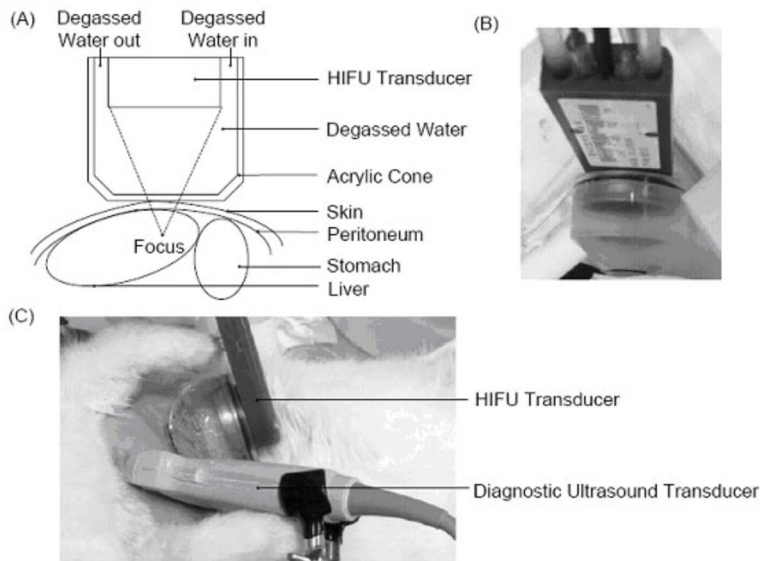 (A)
Degassed
Water out
Degassed
Water in
HIFU Transducer
Degassed Water
Acrylic Cone
Skin
Peritoneum
Focus
Stomach
Liver
(B)
(C)
HIFU Transducer
Diagnostic Ultrasound Transducer